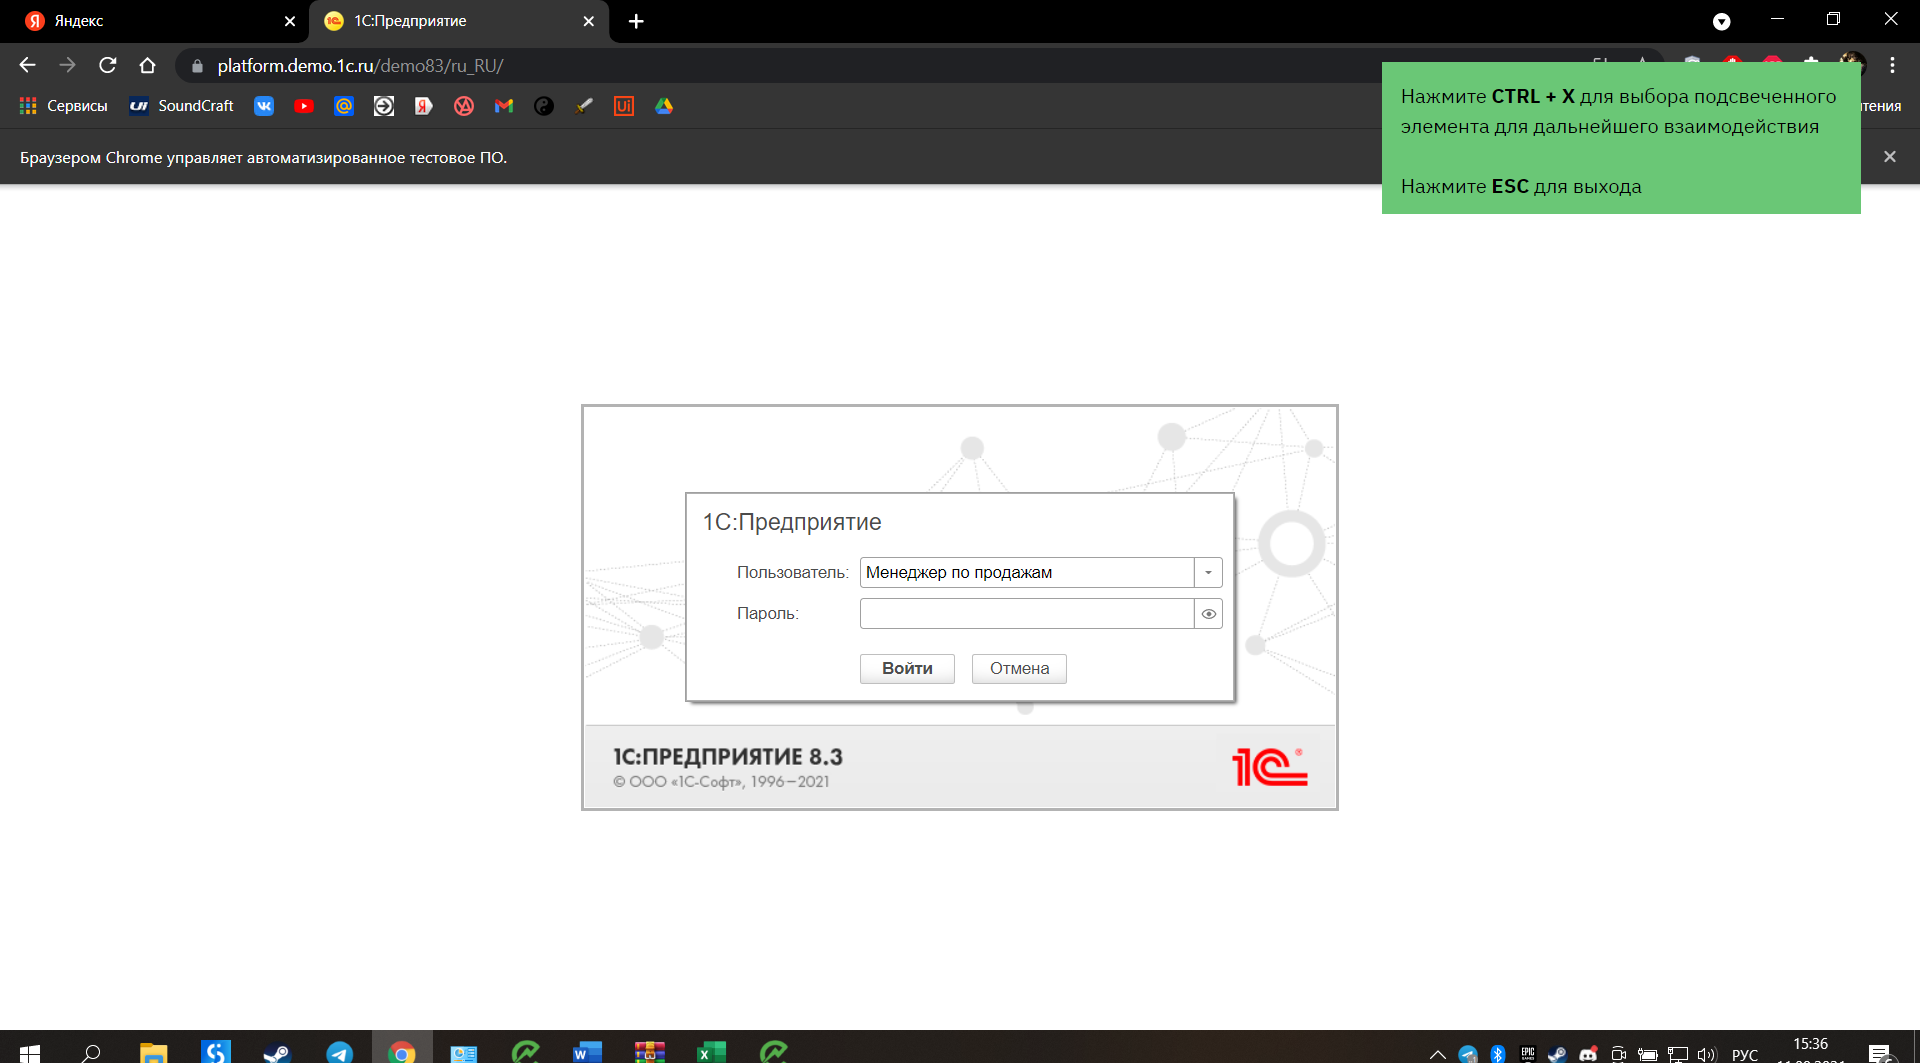 Яндекс
1С:Предприятие
platform.demo.1c.ru/demo83/ru_RU/
Сервисы
SoundCraft
тения
Браузером Chrome управляет автоматизированное тестовое ПО.
Нажмите CTRL + X для выбора подсвеченного
элемента для дальнейшего взаимодействия
Нажмите ESC для выхода
1С:Предприятие
Пользователь:
Менеджер по продажам
Пароль:
Войти
Отмена
1С:ПРЕДПРИЯТИЕ 8.3
© ООО «1С-Софт», 1996–2021
1С
РУС
15:36